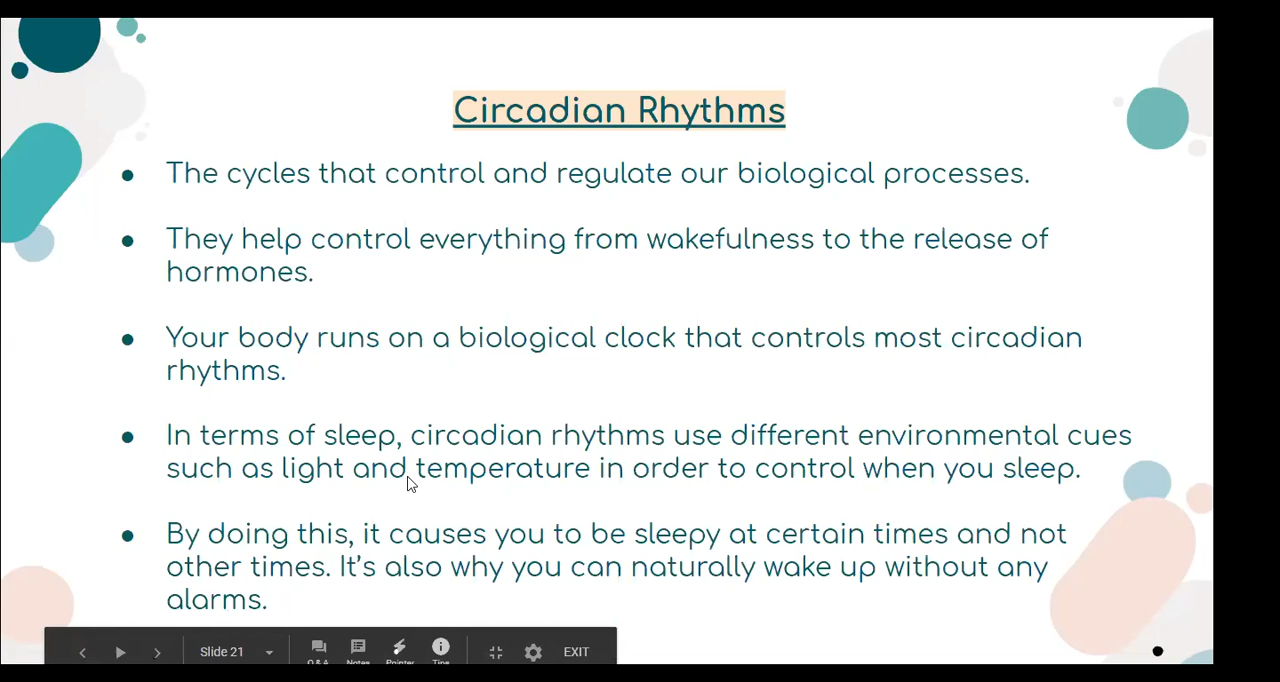 Circadian Rhythms
● The cycles that control and regulate our biological processes.
● They help control everything from wakefulness to the release of
hormones.
● Your body runs on a biological clock that controls most circadian
rhythms.
● In terms of sleep, circadian rhythms use different environmental cues
such as light and temperature in order to control when you sleep.
● By doing this, it causes you to be sleepy at certain times and not
other times. It's also why you can naturally wake up without any
alarms.
Slide 21 Q & A Notes Pointer Tips EXIT